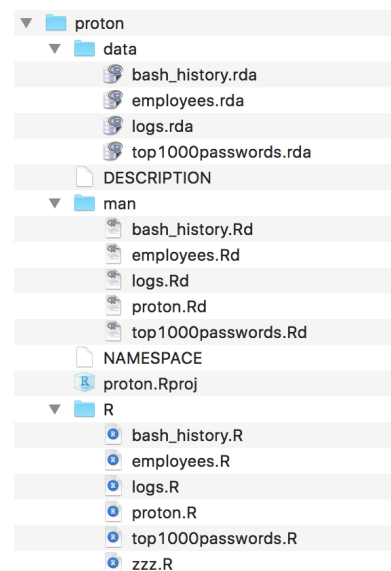 proton
data
bash_history.rda
employees.rda
logs.rda
top1000passwords.rda
DESCRIPTION
man
bash_history.Rd
employees.Rd
logs.Rd
proton.Rd
top1000passwords.Rd
NAMESPACE
proton.Rproj
R
bash_history.R
employees.R
logs.R
proton.R
top1000passwords.R
zzz.R